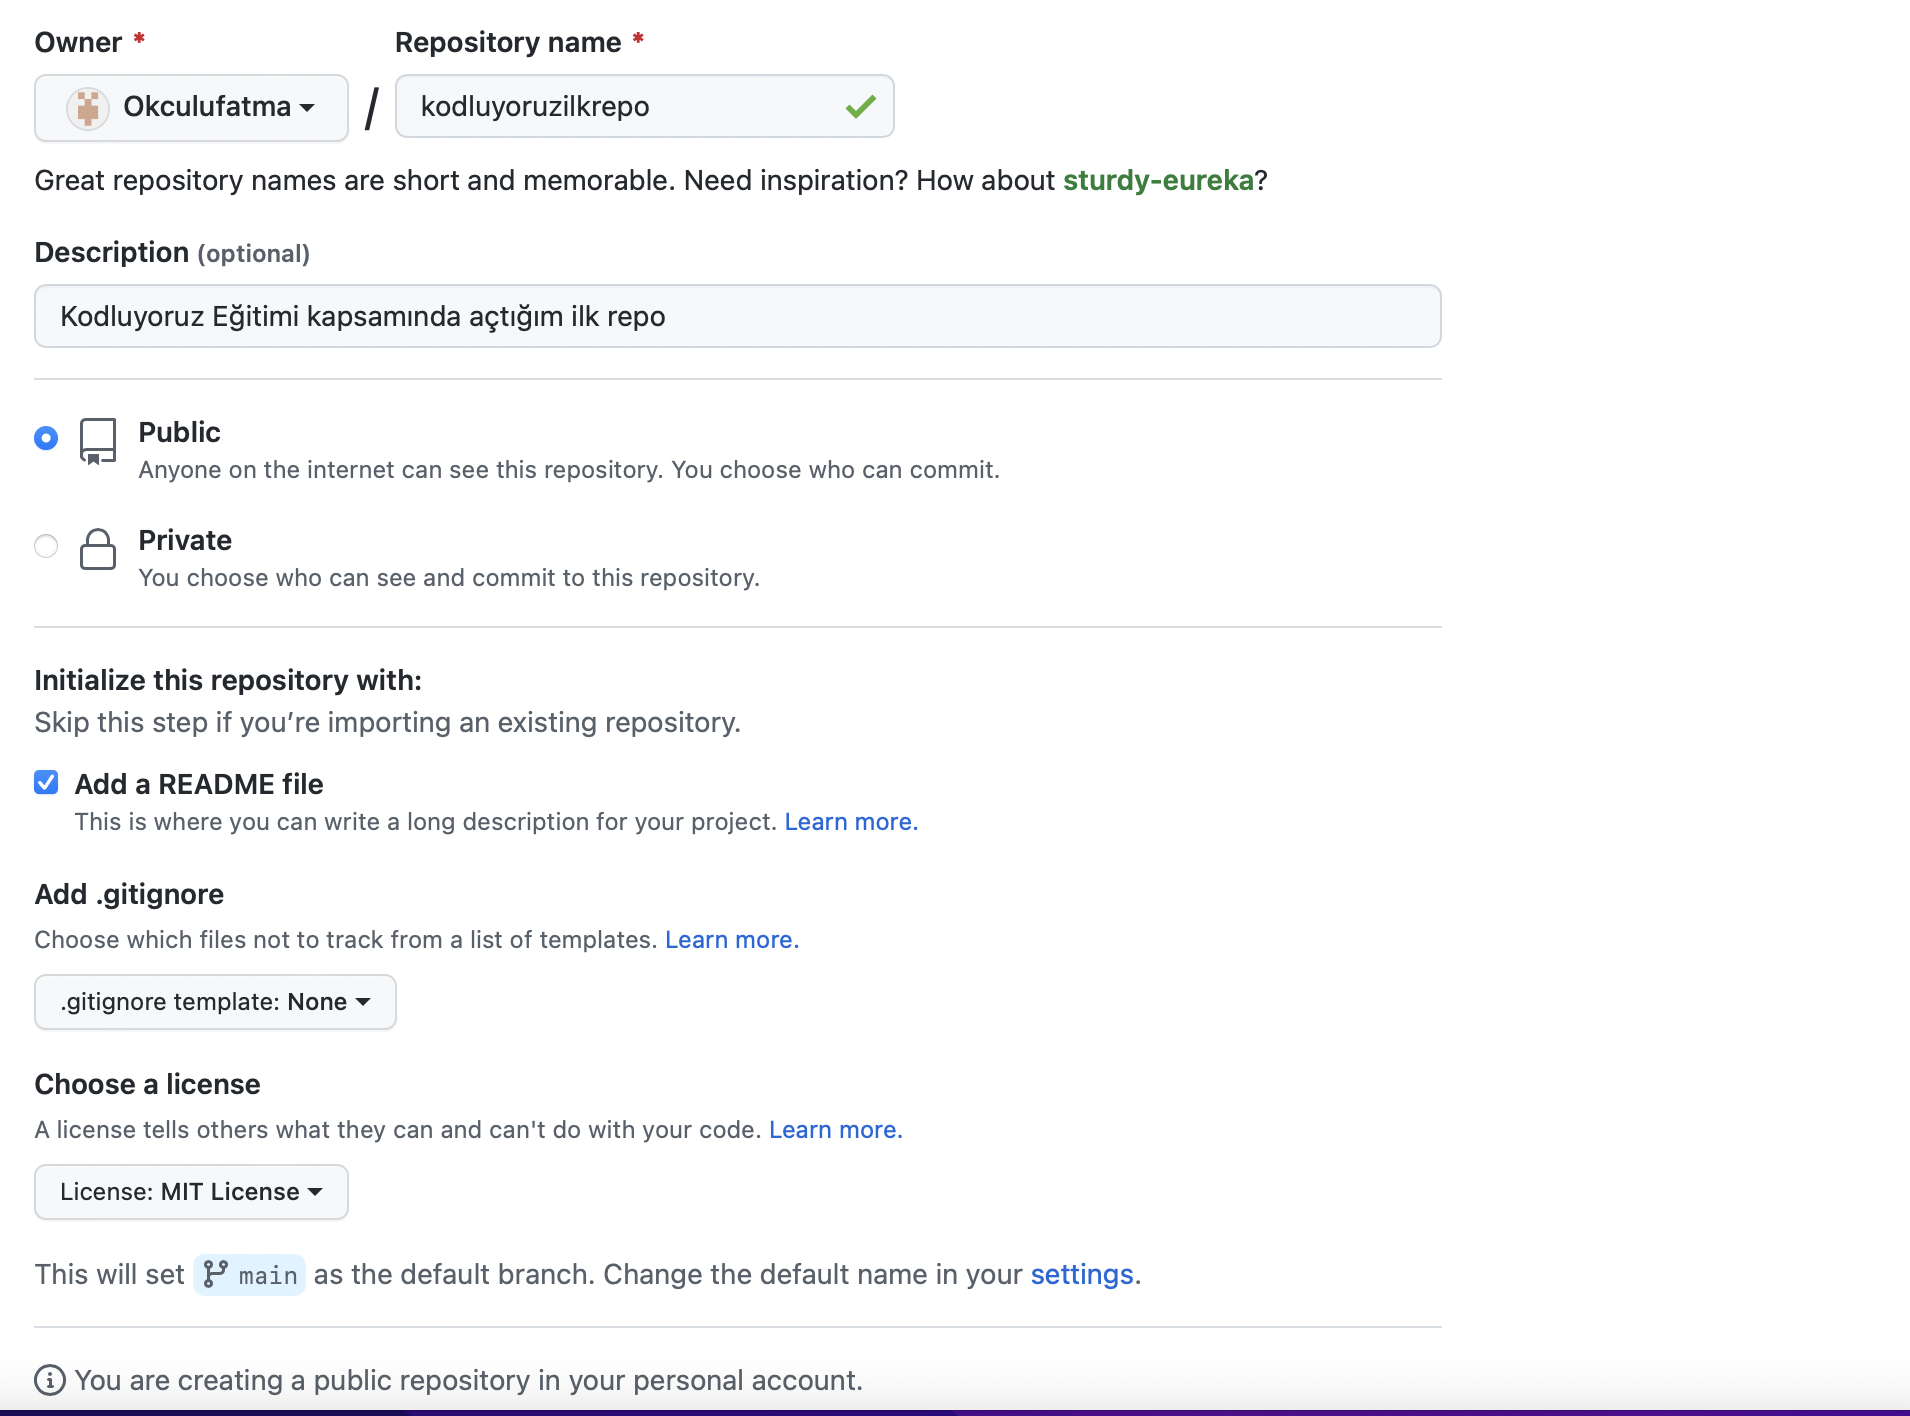 Owner * Repository name *
Okculufatma / kodluyoruzilkrepo
Great repository names are short and memorable. Need inspiration? How about sturdy-eureka?
Description (optional)
Kodluyoruz Eğitimi kapsamında açtığım ilk repo
Public
Anyone on the internet can see this repository. You choose who can commit.
Private
You choose who can see and commit to this repository.
Initialize this repository with:
Skip this step if you’re importing an existing repository.
Add a README file
This is where you can write a long description for your project. Learn more.
Add .gitignore
Choose which files not to track from a list of templates. Learn more.
.gitignore template: None
Choose a license
A license tells others what they can and can't do with your code. Learn more.
License: MIT License
This will set main as the default branch. Change the default name in your settings.
You are creating a public repository in your personal account.